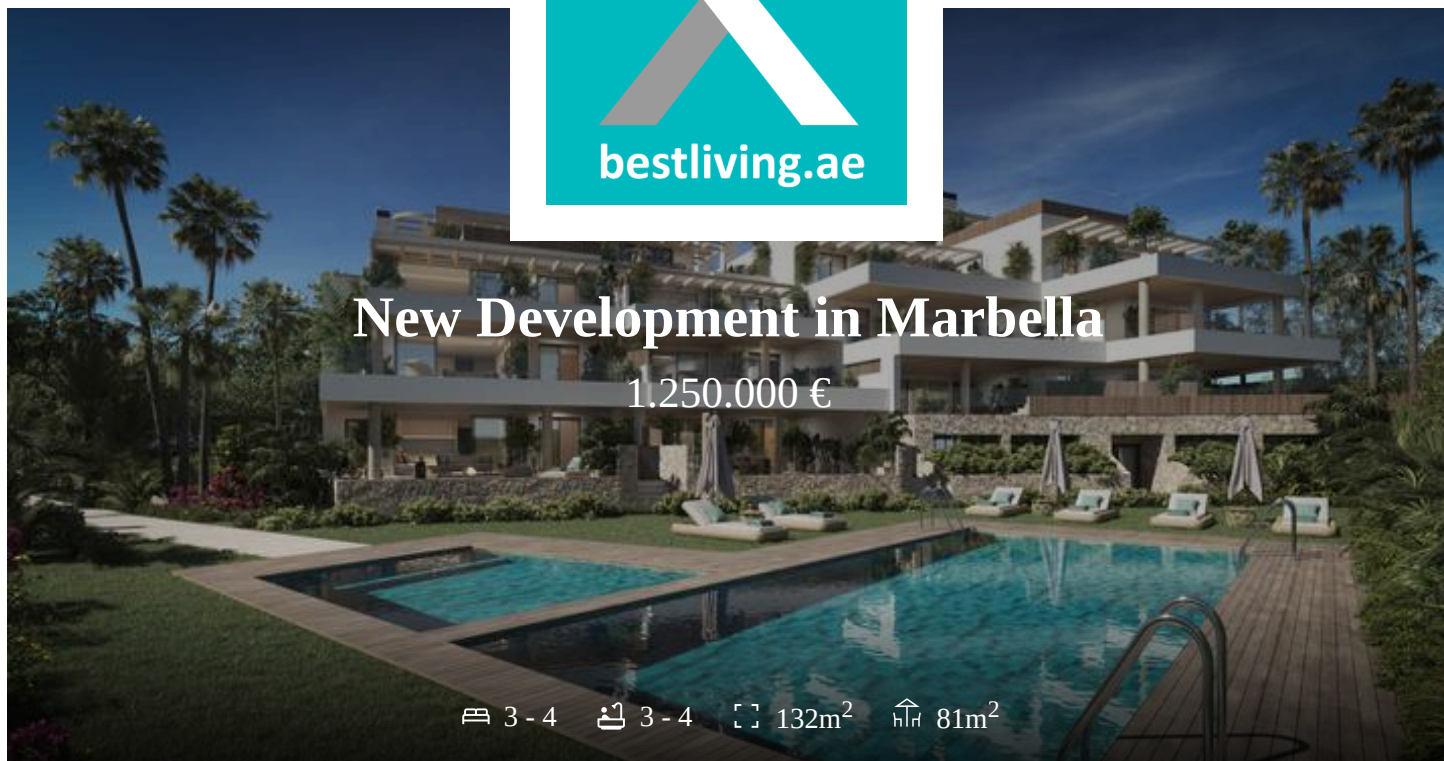 bestliving.ae
New Development in Marbella
1.250.000 €
3 - 4 3 - 4 132m² 81m²